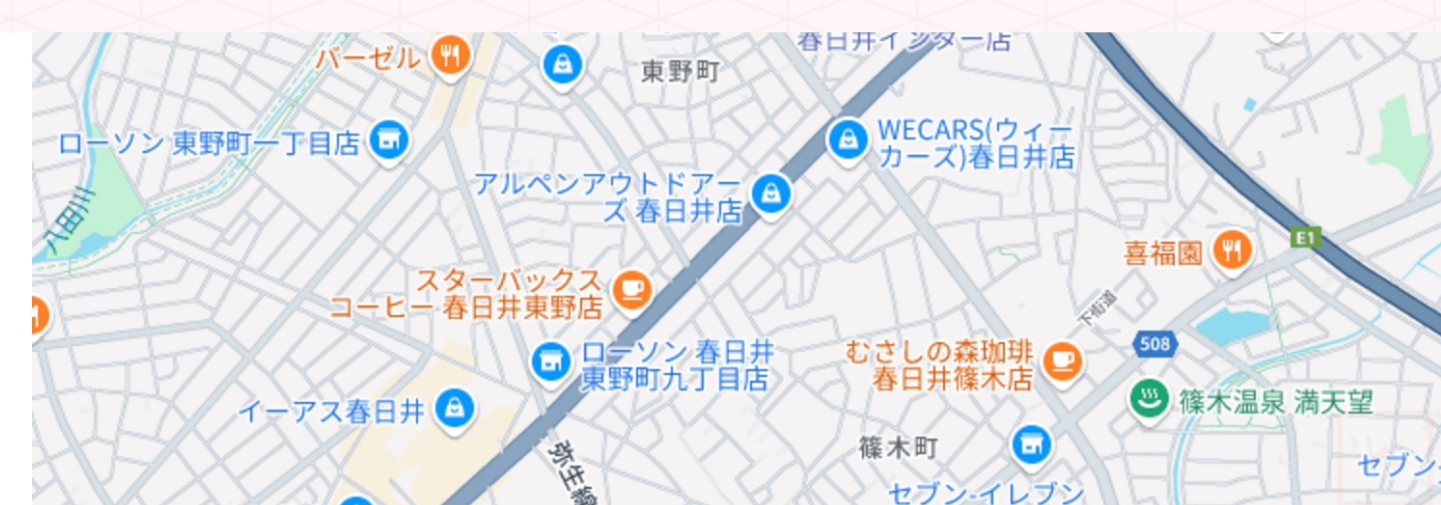 春日井インター店
バーゼル
東野町
ローソン 東野町一丁目店
WECARS(ウィー
カーズ)春日井店
アルペンアウトドアー
ズ 春日井店
八田川
E1
喜福園
スターバックス
コーヒー 春日井東野店
下街道
508
ローソン 春日井
東野町九丁目店
むさしの森珈琲
春日井篠木店
イーアス春日井
篠木温泉 満天望
篠木町
弥生線
セブン-
セブン-イレブン